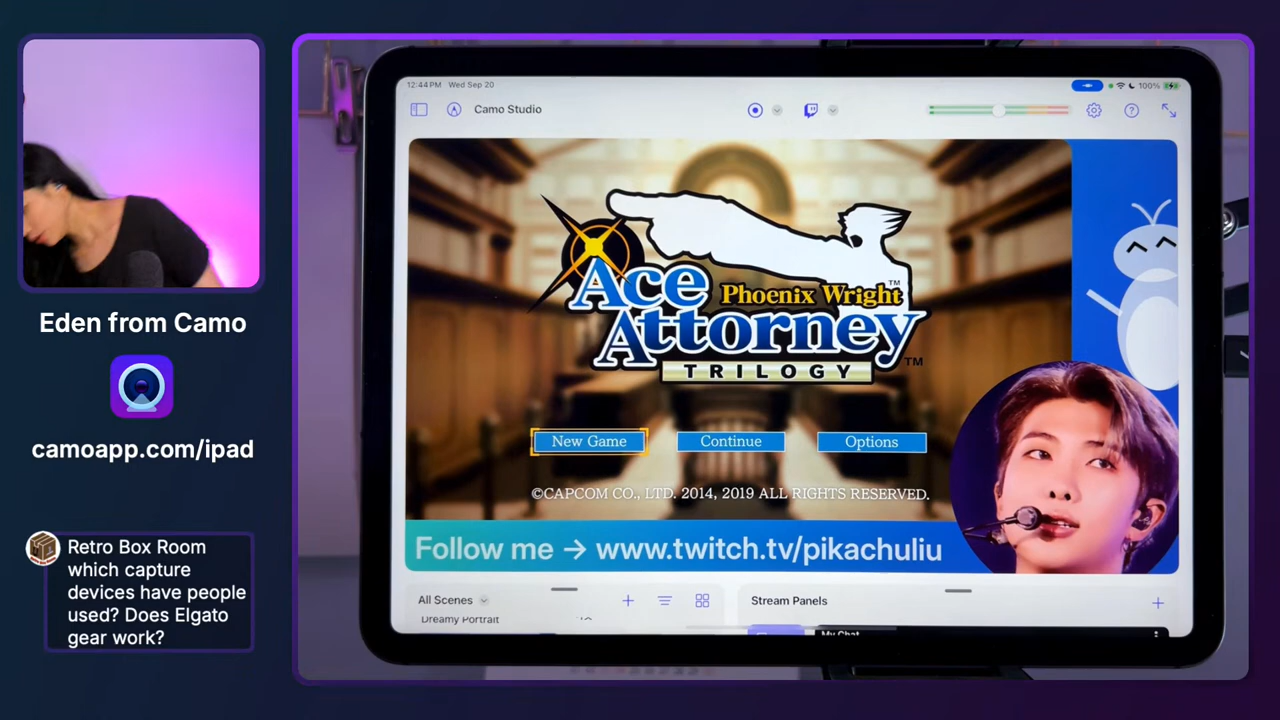 Eden from Camo
camoapp.com/ipad
Retro Box Room
which capture
devices have people
used? Does Elgato
gear work?
12:44 PM Wed Sep 20
100%
Camo Studio
Ace
Phoenix Wright™
Attorney™
TRILOGY
New Game
Continue
Options
©CAPCOM CO., LTD. 2014, 2019 ALL RIGHTS RESERVED.
Follow me → www.twitch.tv/pikachuliu
All Scenes
Stream Panels
Dreamy Portrait
My Chat